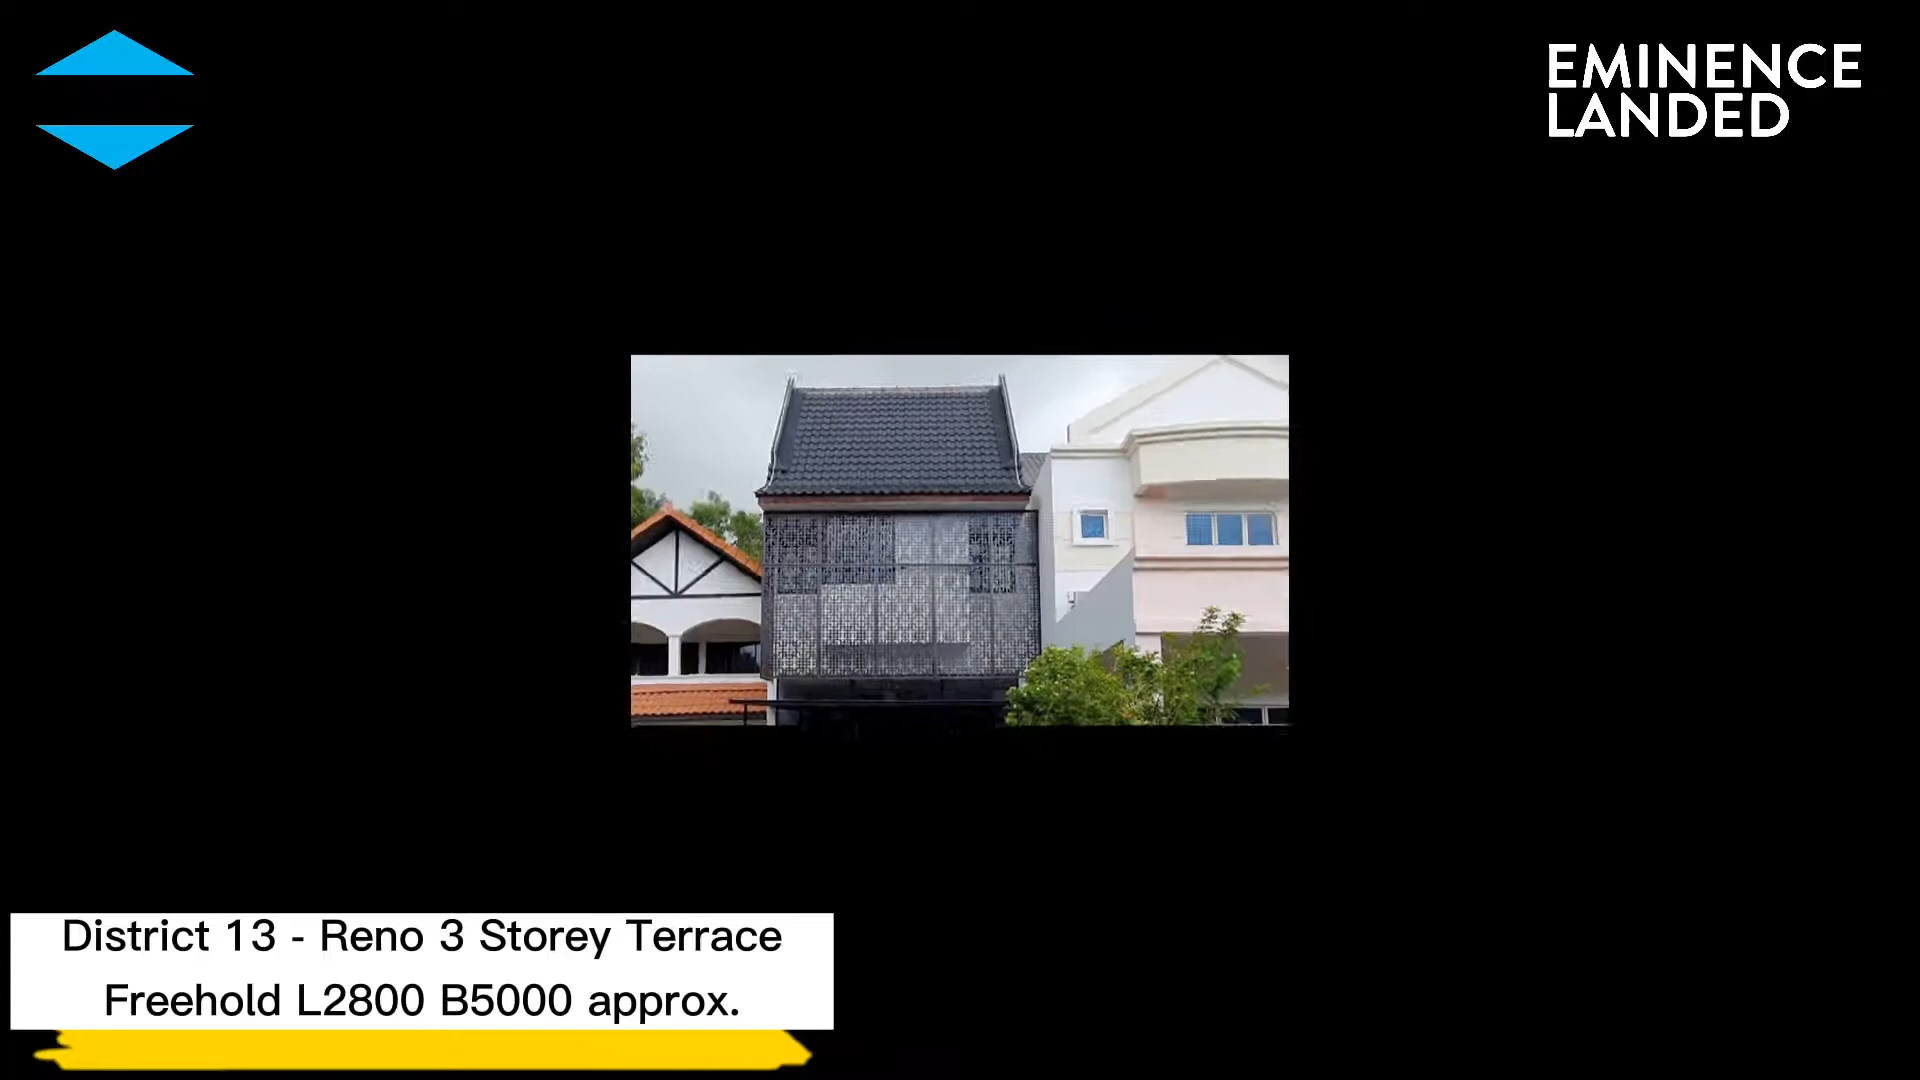 EMINENCE
LANDED
District 13 - Reno 3 Storey Terrace
Freehold L2800 B5000 approx.